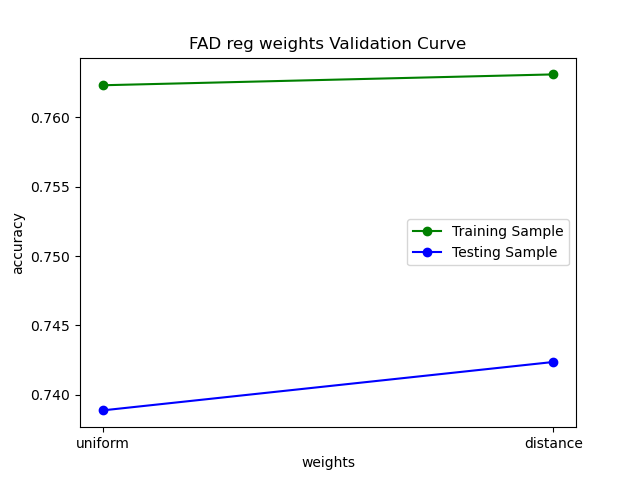 FAD reg weights Validation Curve
accuracy
0.760
0.755
0.750
0.745
0.740
Training Sample
Testing Sample
uniform
distance
weights